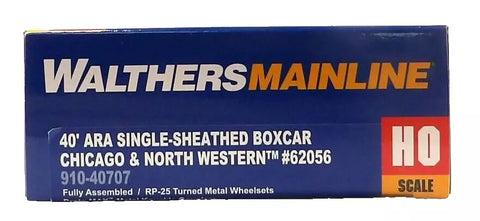 WALTHERSMAINLINE®
40' ARA SINGLE-SHEATHED BOXCAR
CHICAGO & NORTH WESTERN™ #62056
910-40707
Fully Assembled / RP-25 Turned Metal Wheelsets
HO
SCALE